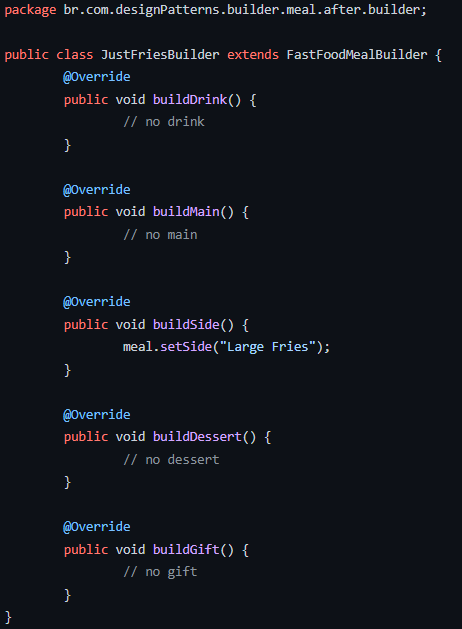 package br.com.designPatterns.builder.meal.after.builder;
public class JustFriesBuilder extends FastFoodMealBuilder {
@Override
public void buildDrink() {
// no drink
}
@Override
public void buildMain() {
// no main
}
@Override
public void buildSide() {
meal.setSide("Large Fries");
}
@Override
public void buildDessert() {
// no dessert
}
@Override
public void buildGift() {
// no gift
}
}